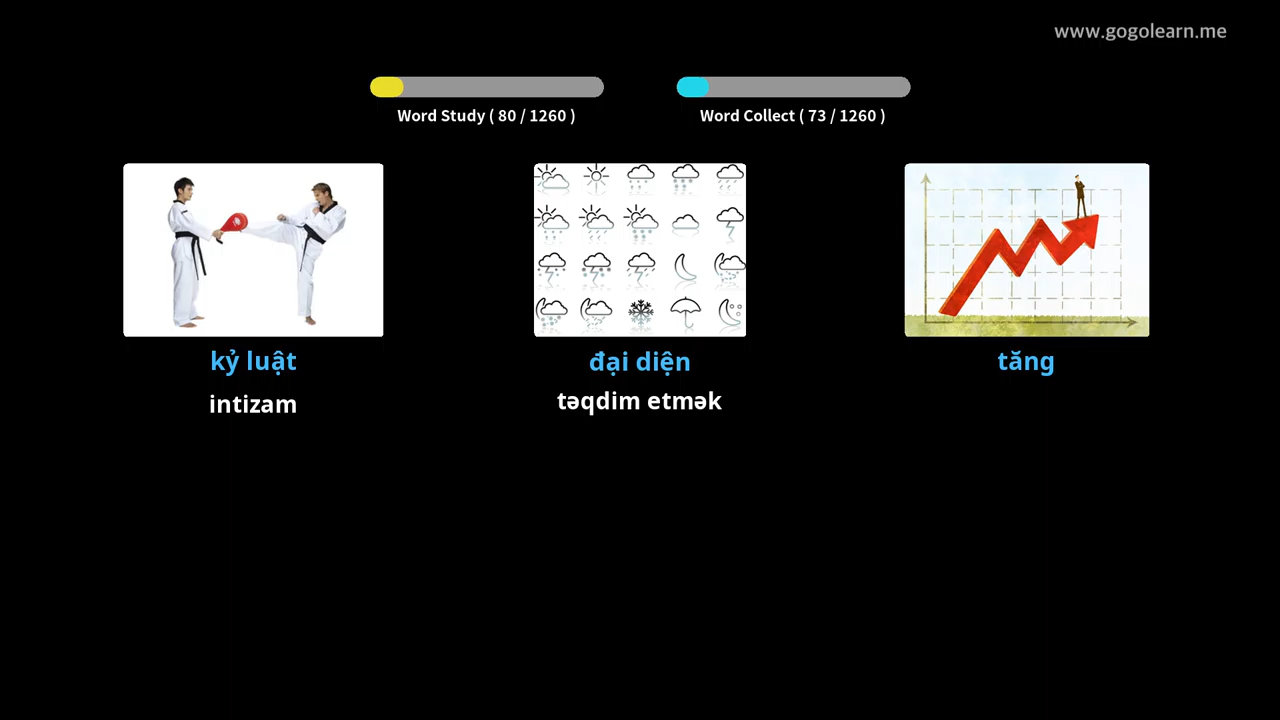 www.gogolearn.me
Word Study ( 80 / 1260 )
Word Collect ( 73 / 1260 )
kỷ luật
intizam
đại diện
təqdim etmək
tăng